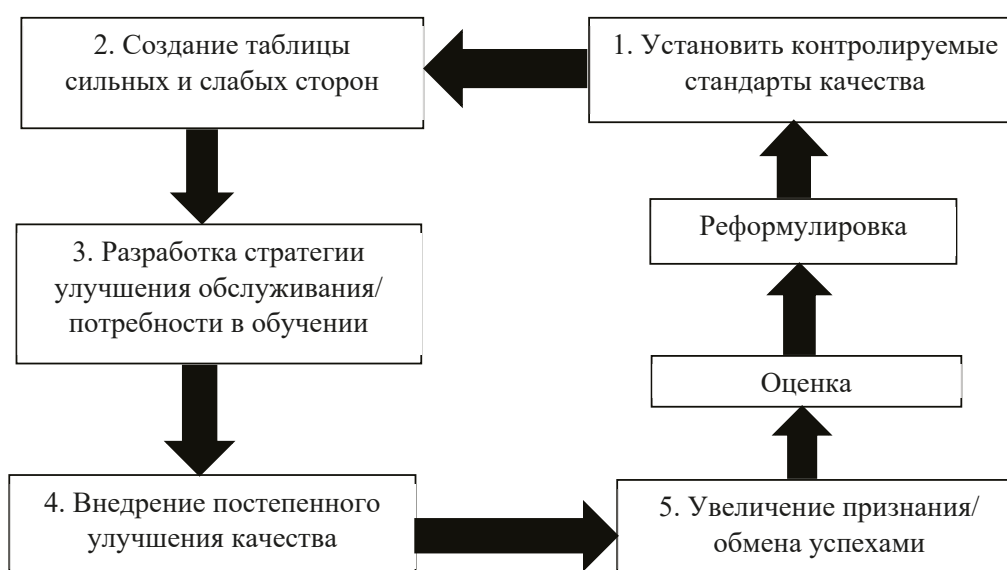 2. Создание таблицы
сильных и слабых сторон
1. Установить контролируемые
стандарты качества
3. Разработка стратегии
улучшения обслуживания/
потребности в обучении
Реформулировка
Оценка
4. Внедрение постепенного
улучшения качества
5. Увеличение признания/
обмена успехами